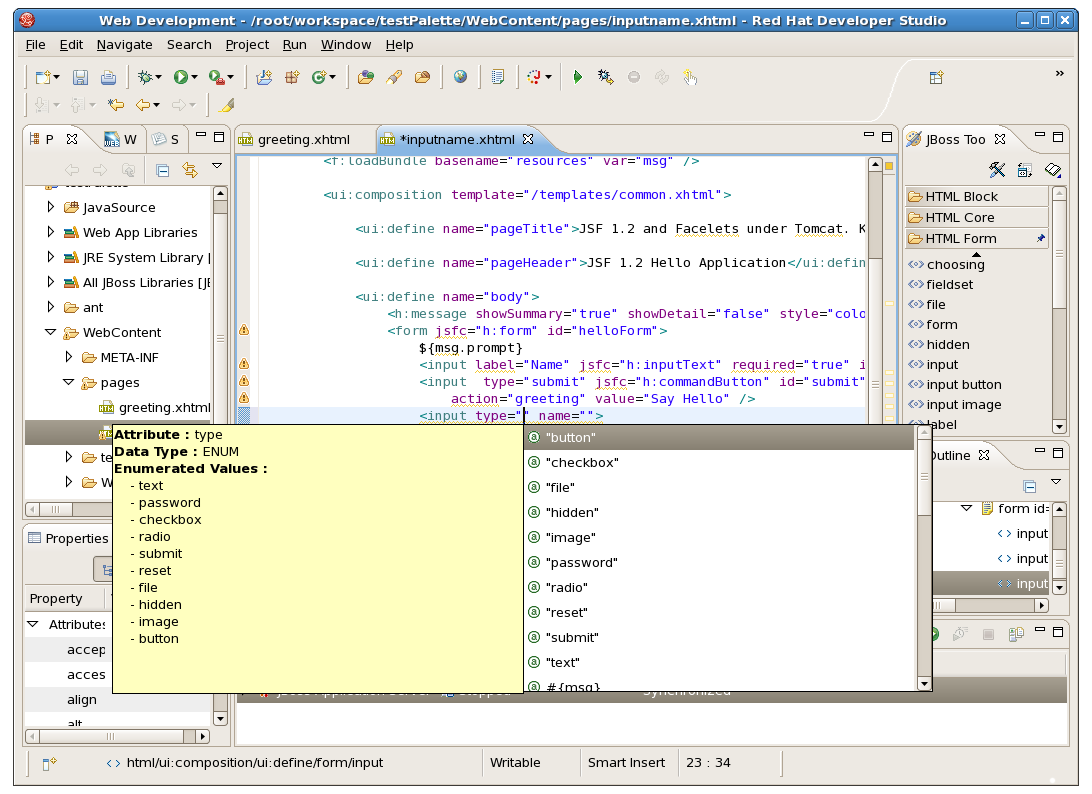 Web Development - /root/workspace/testPalette/WebContent/pages/inputname.xhtml - Red Hat Developer Studio
File Edit Navigate Search Project Run Window Help
P W S
greeting.xhtml *inputname.xhtml
JBoss Too
JavaSource
Web App Libraries
JRE System Library [
All JBoss Libraries [JE
ant
WebContent
META-INF
pages
greeting.xhtml
te
W
<f:loadBundle basename="resources" var="msg" />
<ui:composition template="/templates/common.xhtml">
<ui:define name="pageTitle">JSF 1.2 and Facelets under Tomcat. K
<ui:define name="pageHeader">JSF 1.2 Hello Application</ui:defin
<ui:define name="body">
<h:message showSummary="true" showDetail="false" style="colo
<form jsfc="h:form" id="helloForm">
${msg.prompt}
<input label="Name" jsfc="h:inputText" required="true" i
<input type="submit" jsfc="h:commandButton" id="submit"
action="greeting" value="Say Hello" />
<input type="" name="">
HTML Block
HTML Core
HTML Form
choosing
fieldset
file
form
hidden
input
input button
input image
label
Attribute : type
Data Type : ENUM
Enumerated Values :
- text
- password
- checkbox
- radio
- submit
- reset
- file
- hidden
- image
- button
"button"
"checkbox"
"file"
"hidden"
"image"
"password"
"radio"
"reset"
"submit"
"text"
#{msg}
Outline
form id=
input
input
input
Properties
Property
Attributes
accep
acces
align
alt
Synchronized
html/ui:composition/ui:define/form/input
Writable
Smart Insert
23 : 34